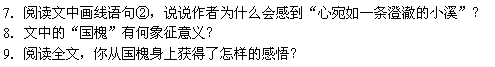 7. 阅读文中画线语句②，说说作者为什么会感到“心宛如一条澄澈的小溪”？
8. 文中的“国槐”有何象征意义？
9. 阅读全文，你从国槐身上获得了怎样的感悟？